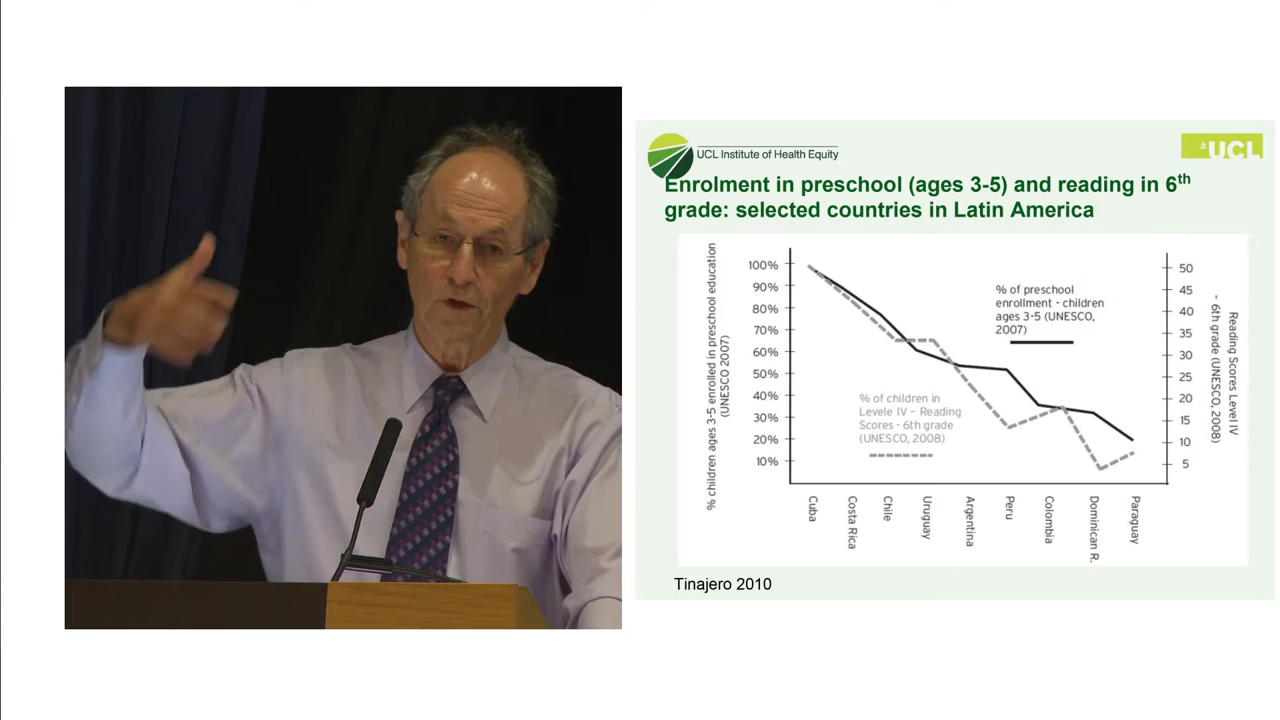 UCL Institute of Health Equity
UCL
Enrolment in preschool (ages 3-5) and reading in 6th
grade: selected countries in Latin America
% children ages 3-5 enrolled in preschool education
(UNESCO 2007)
100%
90%
80%
70%
60%
50%
40%
30%
20%
10%
% of preschool
enrollment - children
ages 3-5 (UNESCO,
2007)
% of children in
Levele IV - Reading
Scores - 6th grade
(UNESCO, 2008)
50
45
40
35
30
25
20
15
10
5
Reading Scores Level IV
- 6th grade (UNESCO, 2008)
Cuba
Costa Rica
Chile
Uruguay
Argentina
Peru
Colombia
Dominican R.
Paraguay
Tinajero 2010